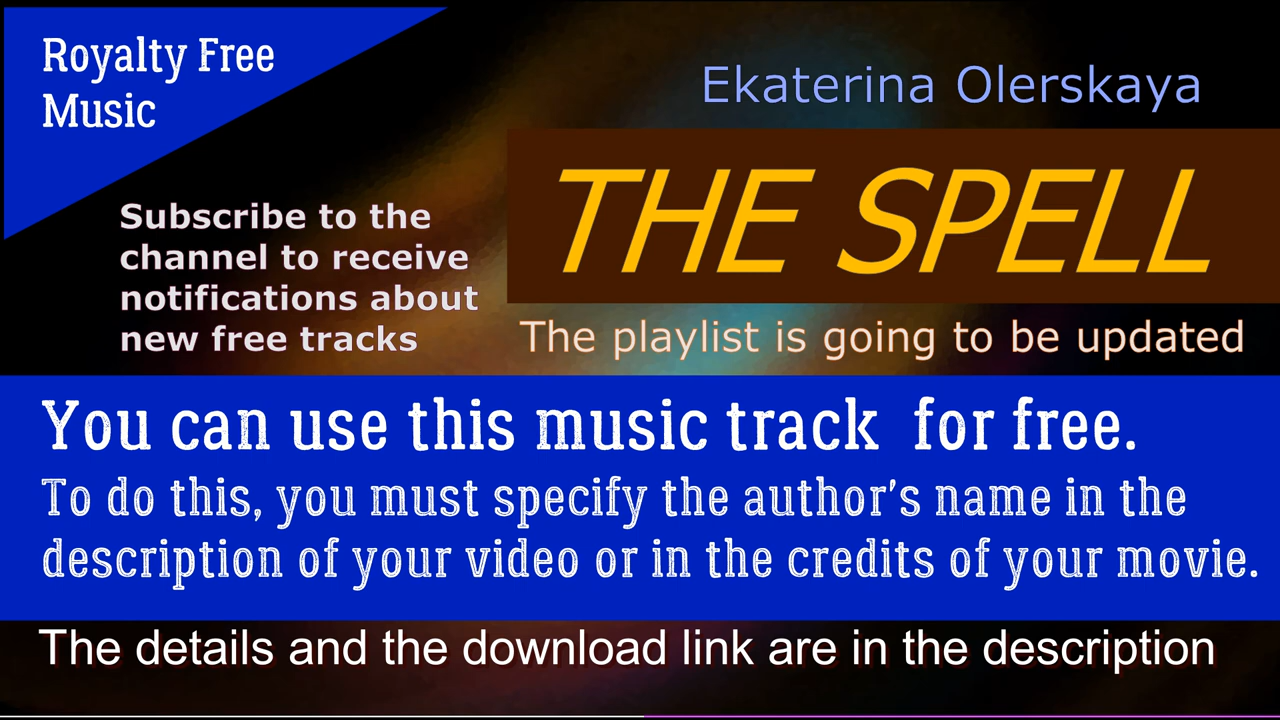 Royalty Free
Music
Ekaterina Olerskaya
THE SPELL
Subscribe to the
channel to receive
notifications about
new free tracks
The playlist is going to be updated
You can use this music track for free.
To do this, you must specify the author's name in the
description of your video or in the credits of your movie.
The details and the download link are in the description